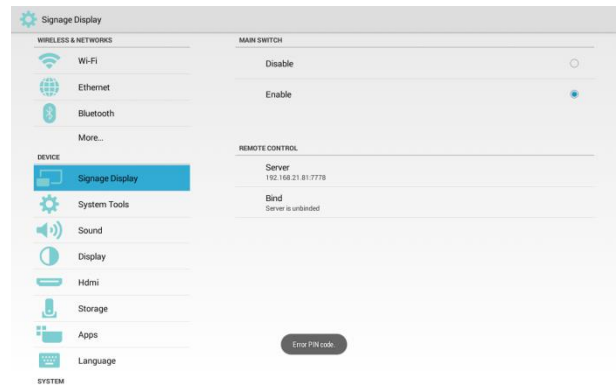 Signage Display
WIRELESS & NETWORKS
Wi-Fi
Ethernet
Bluetooth
More...
DEVICE
Signage Display
System Tools
Sound
Display
Hdmi
Storage
Apps
Language
SYSTEM
MAIN SWITCH
Disable
Enable
REMOTE CONTROL
Server
192.168.21.81:7778
Bind
Server is unbinded
Error PIN code.